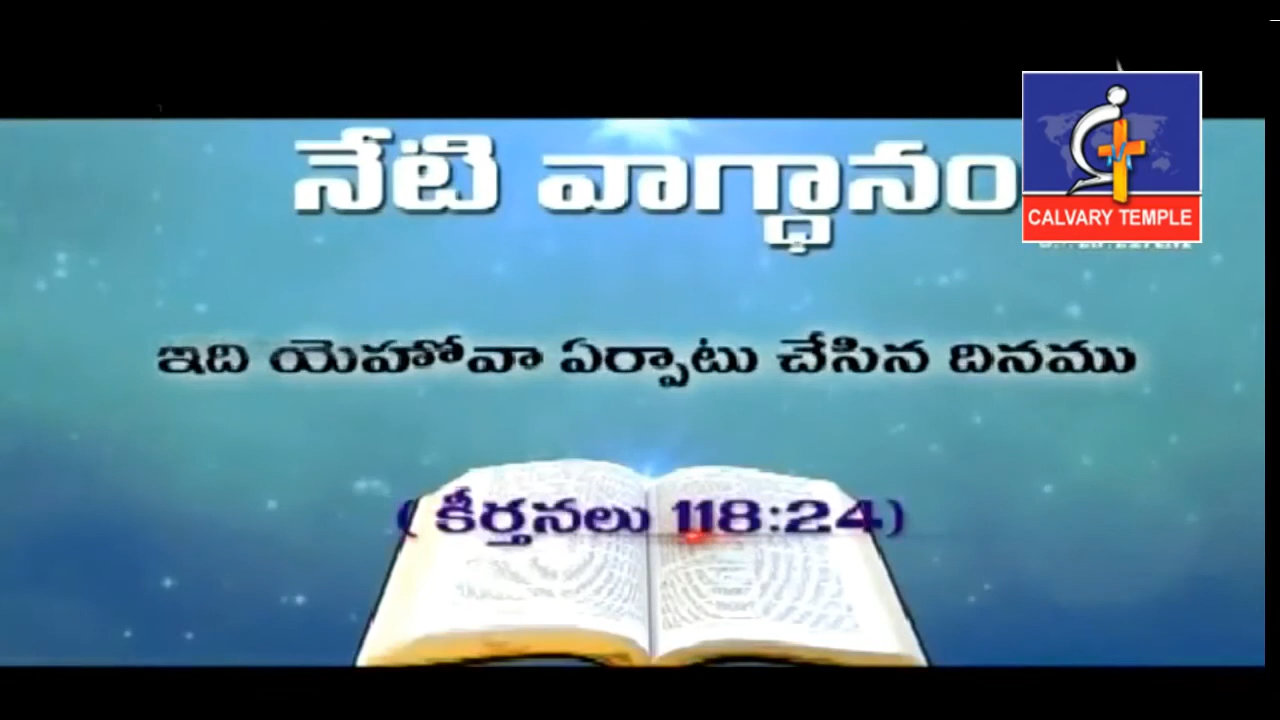 నేటి వాగ్ధానం
CALVARY TEMPLE
ఇది యెహోవా ఏర్పాటు చేసిన దినము
( కీర్తనలు 118:24)